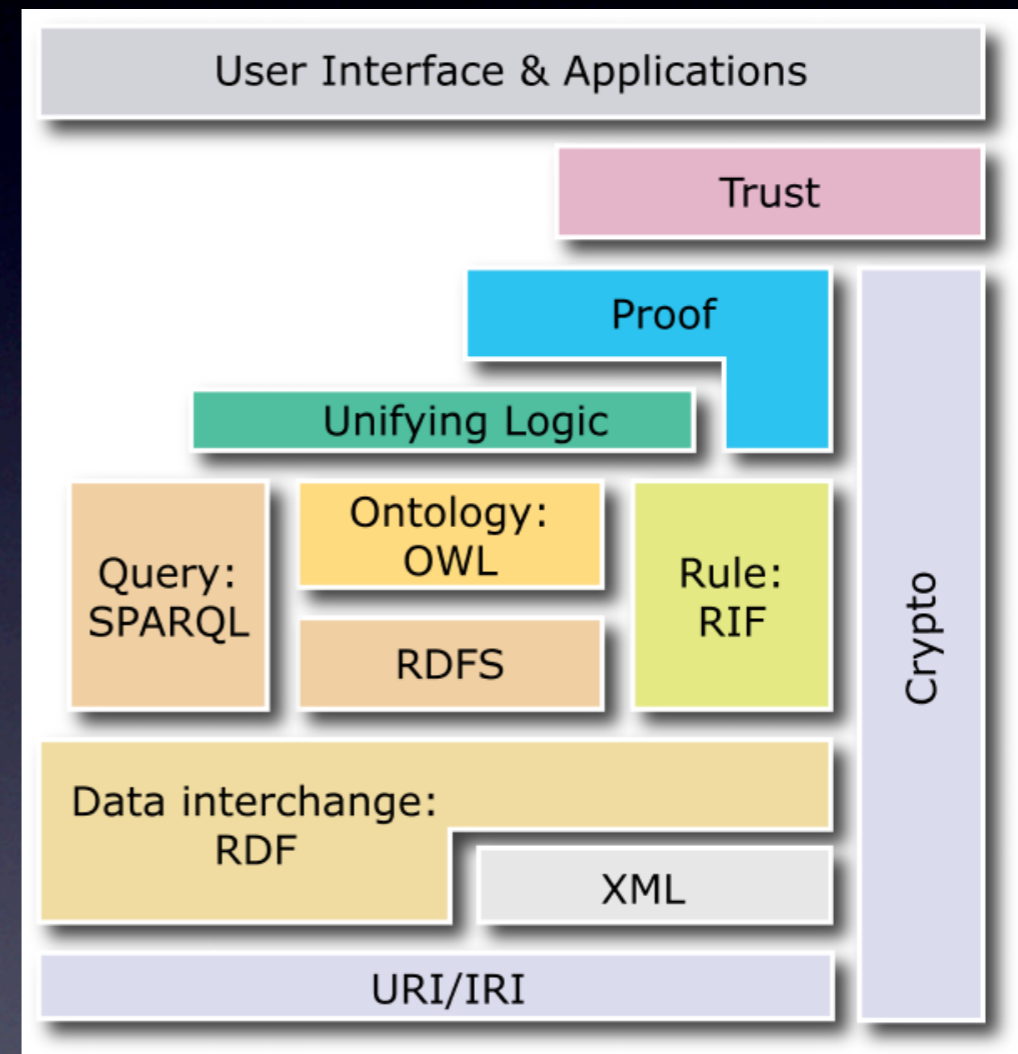 User Interface & Applications
Trust
Proof
Unifying Logic
Query:
SPARQL
Ontology:
OWL
RDFS
Rule:
RIF
Crypto
Data interchange:
RDF
XML
URI/IRI